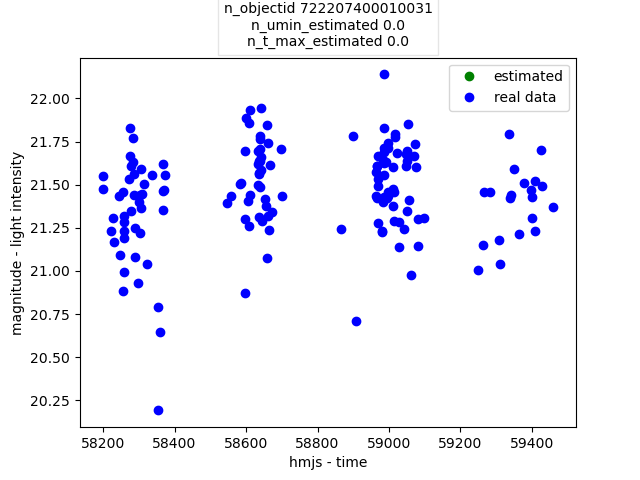 n_objectid 722207400010031
n_umin_estimated 0.0
n_t_max_estimated 0.0
estimated
real data
magnitude - light intensity
22.00
21.75
21.50
21.25
21.00
20.75
20.50
20.25
58200 58400 58600 58800 59000 59200 59400
hmjs - time